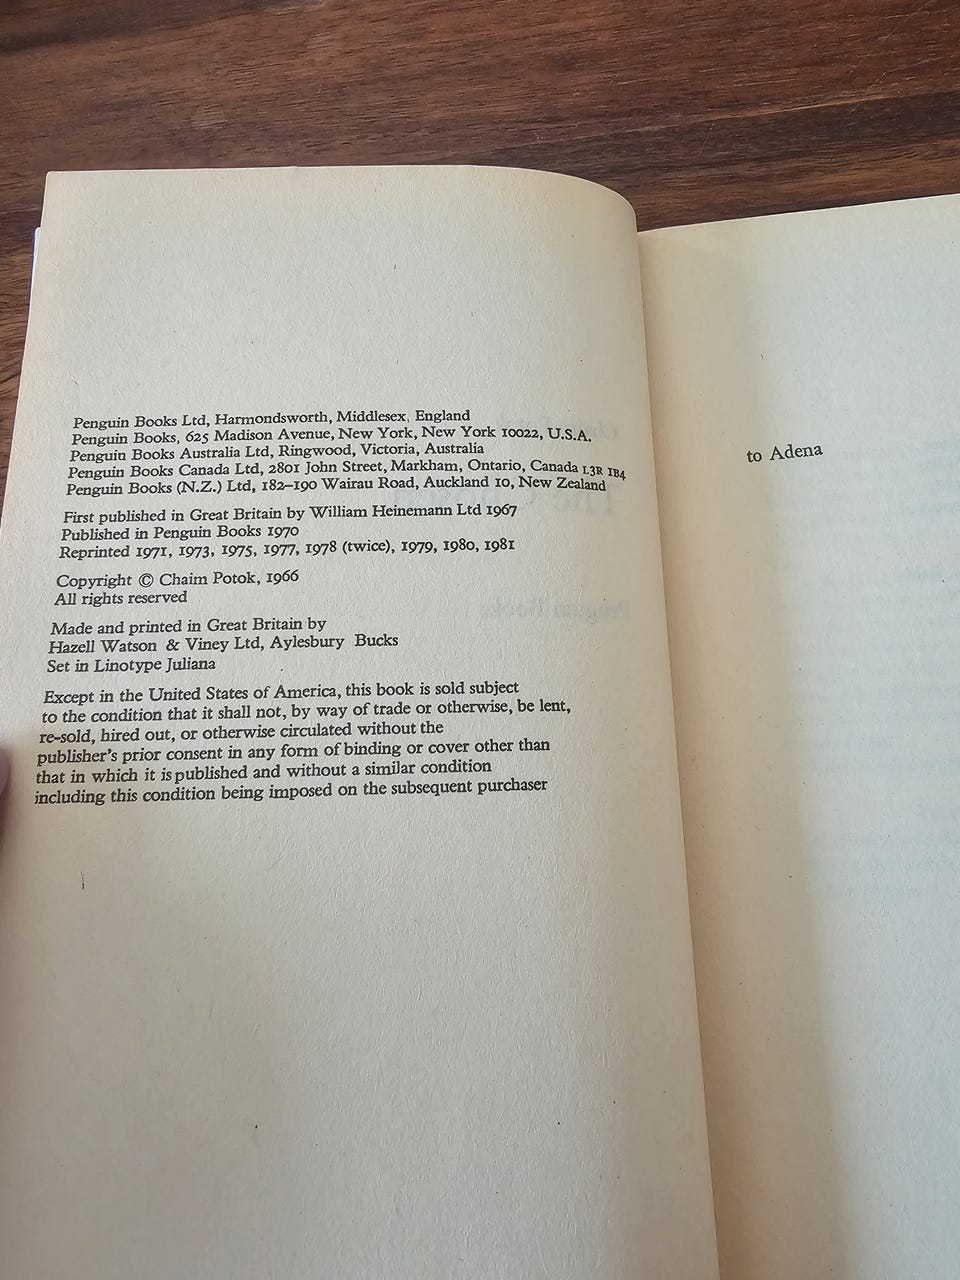 Penguin Books Ltd, Harmondsworth, Middlesex, England
Penguin Books, 625 Madison Avenue, New York, New York 10022, U.S.A.
Penguin Books Australia Ltd, Ringwood, Victoria, Australia
Penguin Books Canada Ltd, 2801 John Street, Markham, Ontario, Canada L3R 1B4
Penguin Books (N.Z.) Ltd, 182–190 Wairau Road, Auckland 10, New Zealand
First published in Great Britain by William Heinemann Ltd 1967
Published in Penguin Books 1970
Reprinted 1971, 1973, 1975, 1977, 1978 (twice), 1979, 1980, 1981
Copyright © Chaim Potok, 1966
All rights reserved
Made and printed in Great Britain by
Hazell Watson & Viney Ltd, Aylesbury Bucks
Set in Linotype Juliana
Except in the United States of America, this book is sold subject
to the condition that it shall not, by way of trade or otherwise, be lent,
re-sold, hired out, or otherwise circulated without the
publisher's prior consent in any form of binding or cover other than
that in which it is published and without a similar condition
including this condition being imposed on the subsequent purchaser
to Adena